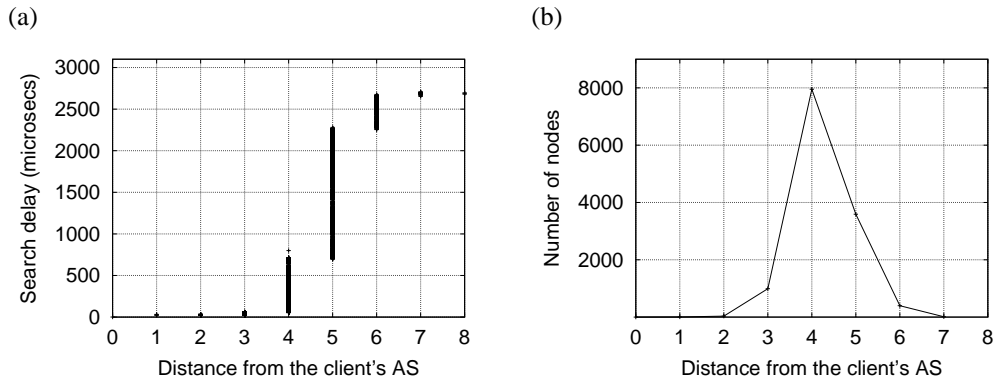 (a)
Search delay (microsecs)
3000
2500
2000
1500
1000
500
0
0 1 2 3 4 5 6 7 8
Distance from the client's AS
(b)
Number of nodes
8000
6000
4000
2000
0 1 2 3 4 5 6 7 8
Distance from the client's AS